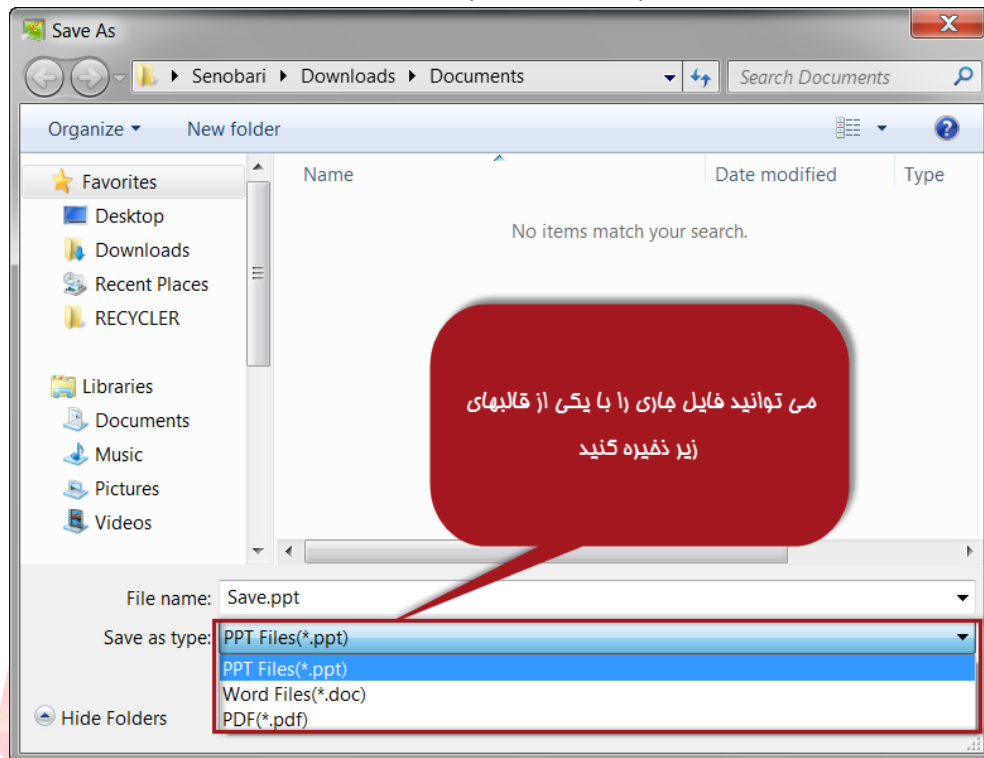 Save As
Senobari Downloads Documents
Search Documents
Organize
New folder
Name
Date modified
Type
Favorites
Desktop
Downloads
Recent Places
RECYCLER
Libraries
Documents
Music
Pictures
Videos
No items match your search.
می توانید فایل جاری را با یکی از قالبهای
زیر ذخیره کنید
File name: Save.ppt
Save as type: PPT Files(*.ppt)
PPT Files(*.ppt)
Word Files(*.doc)
PDF(*.pdf)
Hide Folders